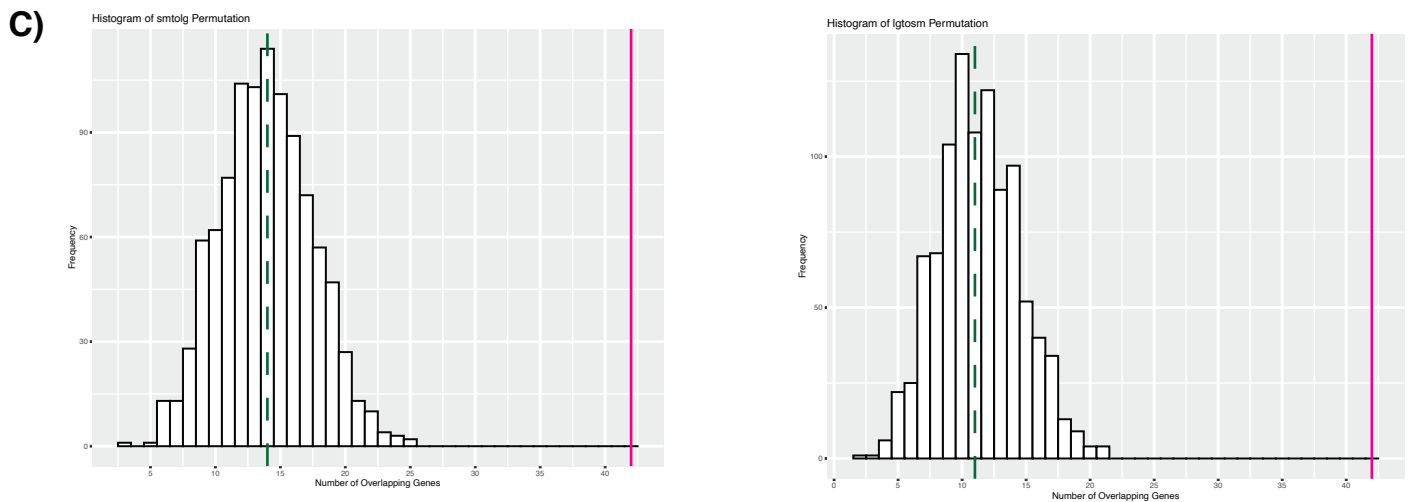 C)
Histogram of smtolg Permutation
90
60
30
0
Frequency
5 10 15 20 25 30 35 40
Number of Overlapping Genes
Histogram of lgtosm Permutation
100
50
0
Frequency
0 5 10 15 20 25 30 35 40
Number of Overlapping Genes